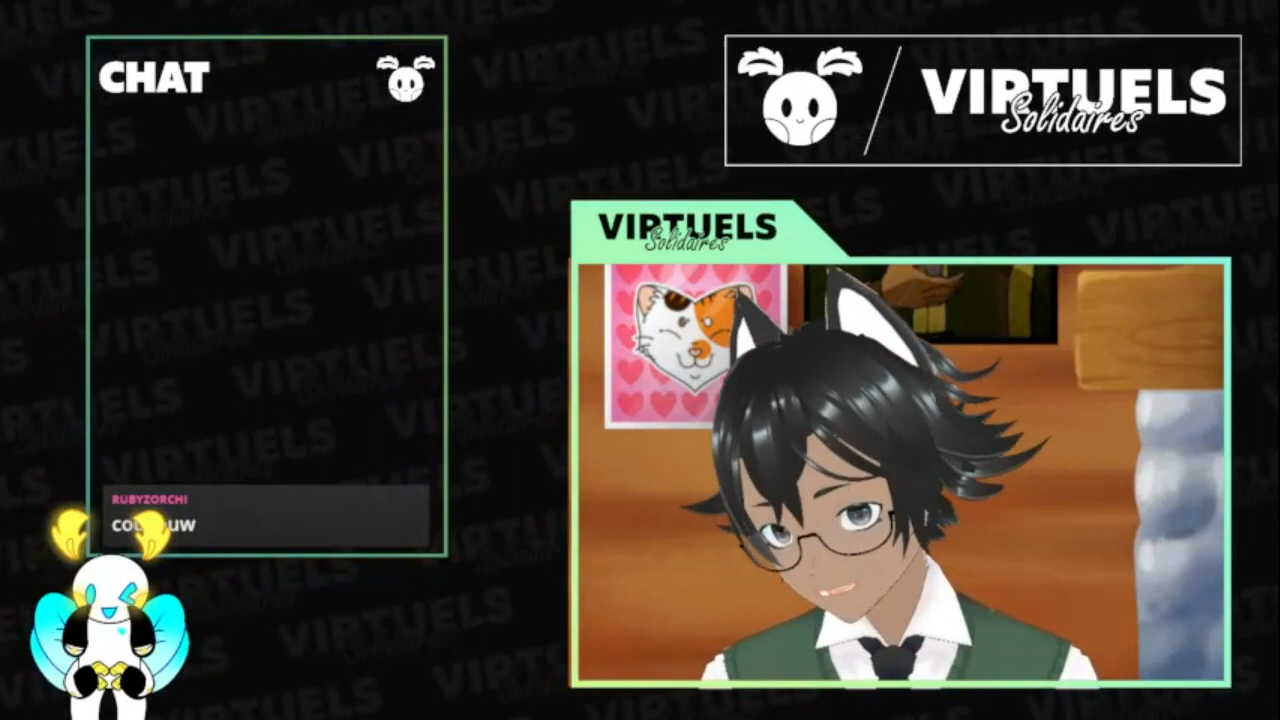 CHAT
RUBYZORCHI
VIRTUELS
Solidaires
VIRTUELS
Solidaires